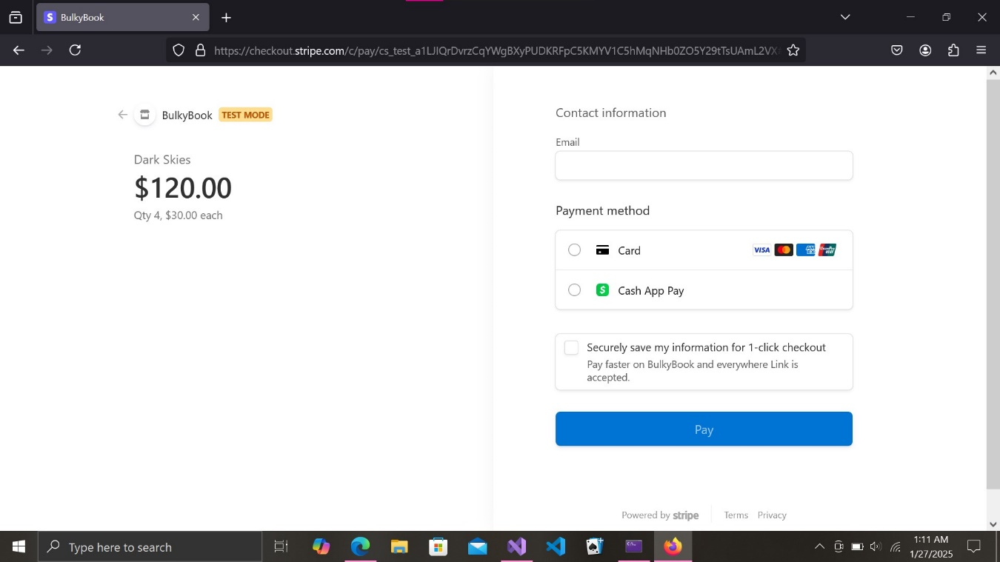 BulkyBook
https://checkout.stripe.com/c/pay/
BulkyBook TEST MODE
Dark Skies
$120.00
Qty 4, $30.00 each
Contact information
Email
Payment method
Card VISA
Cash App Pay
Securely save my information for 1-click checkout
Pay faster on BulkyBook and everywhere Link is
accepted.
Pay
Powered by stripe Terms Privacy
Type here to search
1:11 AM
1/27/2025